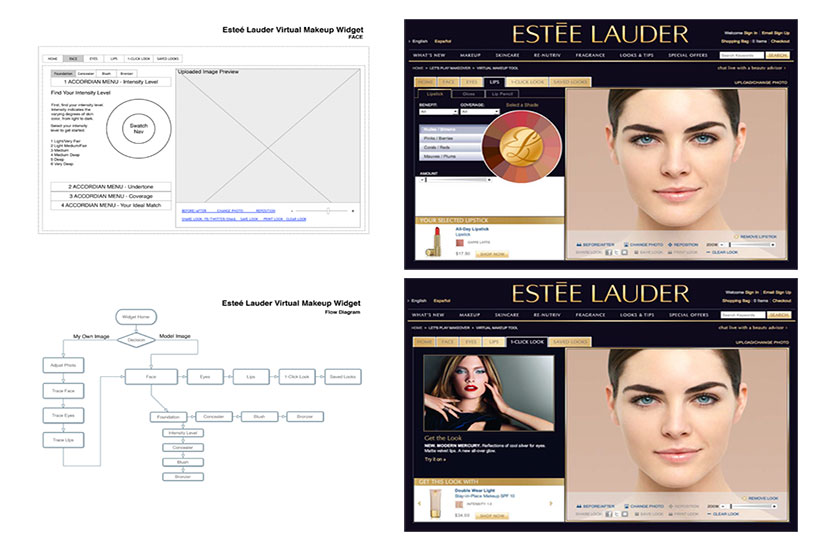 Esteé Lauder Virtual Makeup Widget
FACE
HOME FACE EYES LIPS 1-CLICK LOOK SAVED LOOKS
Foundation Concealer Blush Bronzer
1 ACCORDIAN MENU - Intensity Level
Find Your Intensity Level
First, find your intensity level.
Intensity indicates the
varying degrees of skin
color, from light to dark.
Select your intensity
level to get started
1 Light/Very Fair
2 Light Medium/Fair
3 Medium
4 Medium Deep
5 Deep
6 Very Deep
Swatch
Nav
2 ACCORDIAN MENU - Undertone
3 ACCORDIAN MENU - Coverage
4 ACCORDIAN MENU - Your Ideal Match
Uploaded Image Preview
BEFORE/AFTER CHANGE PHOTO REPOSITION
SAVE LOOK PRINT LOOK CLEAR LOOK
ESTĒE LAUDER
English Español
Welcome Sign In Email Sign Up
Shopping Bag : 0 Items Checkout
WHAT'S NEW MAKEUP SKINCARE RE-NUTRIV FRAGRANCE LOOKS & TIPS SPECIAL OFFERS
Search Keywords SEARCH
HOME > LET'S PLAY MAKEOVER > VIRTUAL MAKEUP TOOL
chat live with a beauty advisor >
HOME FACE EYES LIPS 1-CLICK LOOK SAVED LOOKS
UPLOAD/CHANGE PHOTO
Lipstick Gloss Lip Pencil
BENEFIT: COVERAGE: Select a Shade
All All
Nudes / Browns
Pinks / Berries
Corals / Reds
Mauves / Plums
AMOUNT
YOUR SELECTED LIPSTICK
All-Day Lipstick
Lipstick
SHOP NOW
REMOVE LIPSTICK
BEFORE/AFTER CHANGE PHOTO REPOSITION ZOOM
SHARE LOOK: SAVE LOOK PRINT LOOK CLEAR LOOK
Esteé Lauder Virtual Makeup Widget
Flow Diagram
Widget Home
My Own Image Decision Model Image
Adjust Photo
Trace Face
Trace Eyes
Trace Lips
Face Eyes Lips 1-Click Look Saved Looks
Foundation Concealer Blush Bronzer
Intensity Level
Concealer
Blush
Bronzer
ESTĒE LAUDER
English Español
Welcome Sign In Email Sign Up
Shopping Bag : 0 Items Checkout
WHAT'S NEW MAKEUP SKINCARE RE-NUTRIV FRAGRANCE LOOKS & TIPS SPECIAL OFFERS
Search Keywords SEARCH
HOME > LET'S PLAY MAKEOVER > VIRTUAL MAKEUP TOOL
chat live with a beauty advisor >
HOME FACE EYES LIPS 1-CLICK LOOK SAVED LOOKS
UPLOAD/CHANGE PHOTO
Get the Look
NEW. MODERN MERCURY. Reflections of cool silver for eyes.
Matte velvet lips. A new all-over glow.
Try it on »
GET THIS LOOK WITH
Double Wear Light
Stay-in-Place Makeup SPF 10
INTENSITY 1.0
SHOP NOW
REMOVE LOOK
BEFORE/AFTER CHANGE PHOTO REPOSITION ZOOM
SHARE LOOK: SAVE LOOK PRINT LOOK CLEAR LOOK